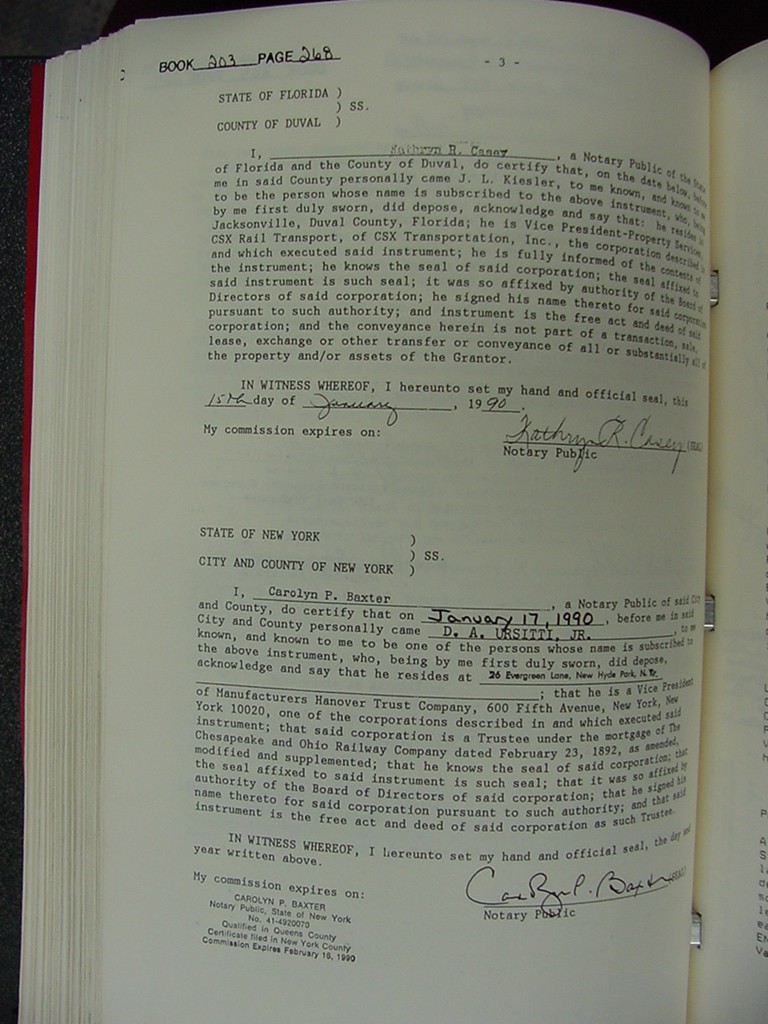 BOOK 203 PAGE 268
- 3 -
STATE OF FLORIDA )
) SS.
COUNTY OF DUVAL )
I, Kathryn R. Casey, a Notary Public of the State
of Florida and the County of Duval, do certify that, on the date below, before
me in said County personally came J. L. Kiesler, to me known, and known to me
to be the person whose name is subscribed to the above instrument, who, being
by me first duly sworn, did depose, acknowledge and say that: he resides in
Jacksonville, Duval County, Florida; he is Vice President-Property Services,
CSX Rail Transport, of CSX Transportation, Inc., the corporation described in
and which executed said instrument; he is fully informed of the contents of
the instrument; he knows the seal of said corporation; the seal affixed to
said instrument is such seal; it was so affixed by authority of the Board of
Directors of said corporation; he signed his name thereto for said corporation
pursuant to such authority; and instrument is the free act and deed of said
corporation; and the conveyance herein is not part of a transaction, sale,
lease, exchange or other transfer or conveyance of all or substantially all of
the property and/or assets of the Grantor.
IN WITNESS WHEREOF, I hereunto set my hand and official seal, this
15th day of January, 1990.
My commission expires on: Kathryn R. Casey (SEAL)
Notary Public
STATE OF NEW YORK )
) SS.
CITY AND COUNTY OF NEW YORK )
I, Carolyn P. Baxter, a Notary Public of said City
and County, do certify that on January 17, 1990, before me in said
City and County personally came D. A. URSITTI, JR., to me
known, and known to me to be one of the persons whose name is subscribed to
the above instrument, who, being by me first duly sworn, did depose,
acknowledge and say that he resides at 26 Evergreen Lane, New Hyde Park, N.Y.
; that he is a Vice President
of Manufacturers Hanover Trust Company, 600 Fifth Avenue, New York, New
York 10020, one of the corporations described in and which executed said
instrument; that said corporation is a Trustee under the mortgage of The
Chesapeake and Ohio Railway Company dated February 23, 1892, as amended,
modified and supplemented; that he knows the seal of said corporation; that
the seal affixed to said instrument is such seal; that it was so affixed by
authority of the Board of Directors of said corporation; that he signed his
name thereto for said corporation pursuant to such authority; and that said
instrument is the free act and deed of said corporation as such Trustee.
IN WITNESS WHEREOF, I hereunto set my hand and official seal, the day and
year written above.
My commission expires on: Carolyn P. Baxter (SEAL)
Notary Public
CAROLYN P. BAXTER
Notary Public, State of New York
No. 41-4920070
Qualified in Queens County
Certificate filed in New York County
Commission Expires February 16, 1990